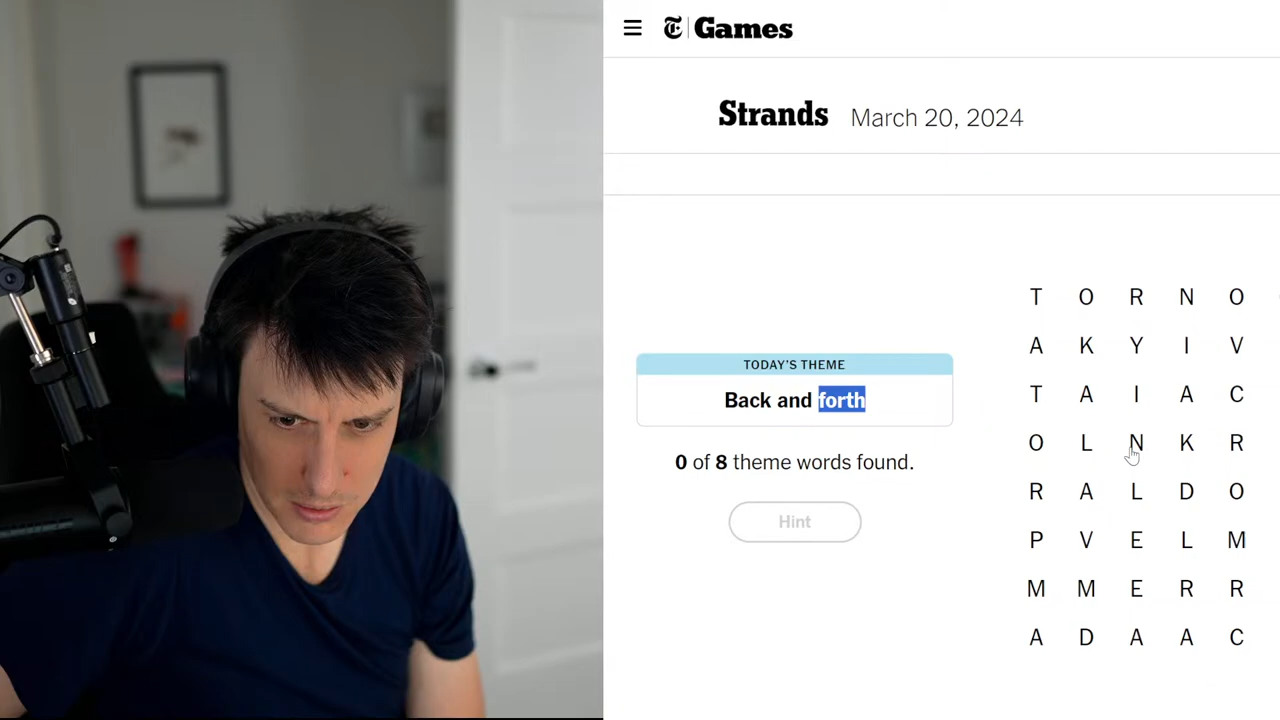 Games
Strands March 20, 2024
TODAY'S THEME
Back and forth
0 of 8 theme words found.
Hint
T O R N O
A K Y I V
T A I A C
O L N K R
R A L D O
P V E L M
M M E R R
A D A A C